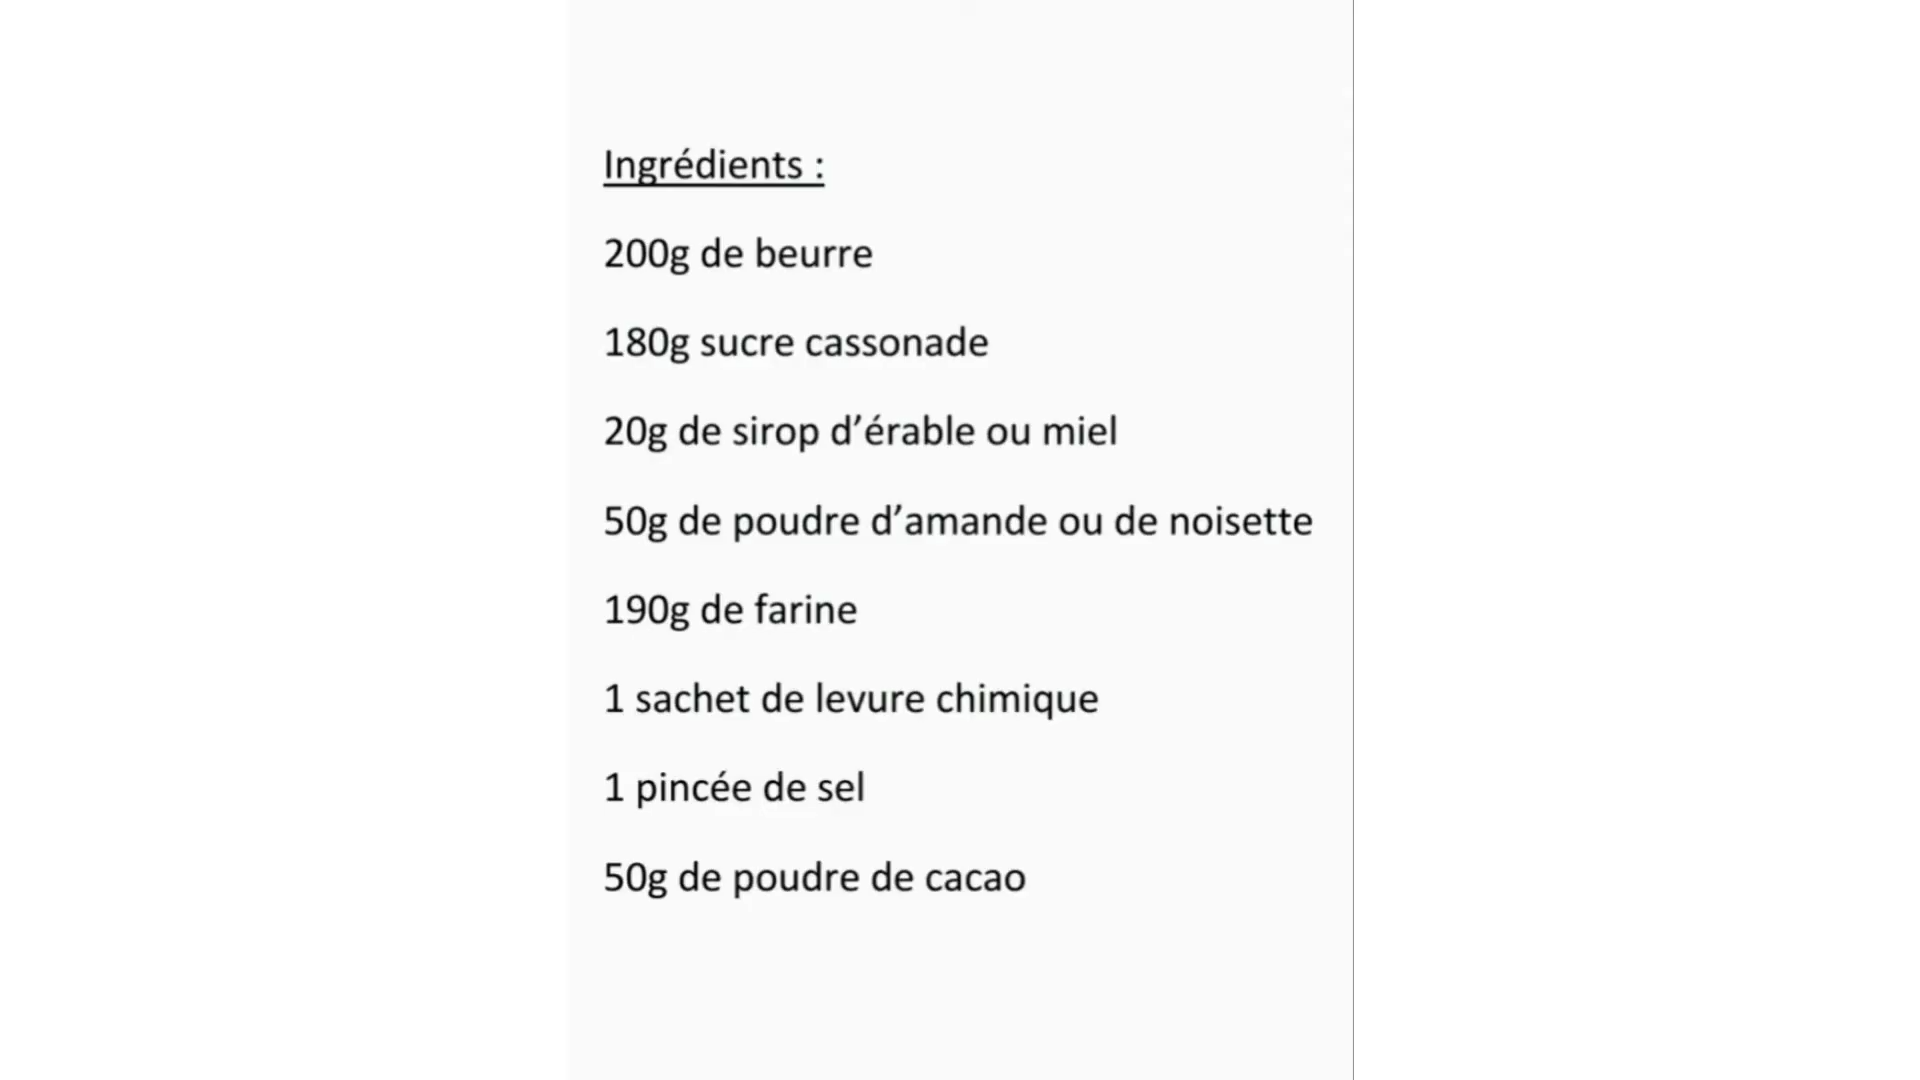 Ingrédients :
200g de beurre
180g sucre cassonade
20g de sirop d’érable ou miel
50g de poudre d’amande ou de noisette
190g de farine
1 sachet de levure chimique
1 pincée de sel
50g de poudre de cacao